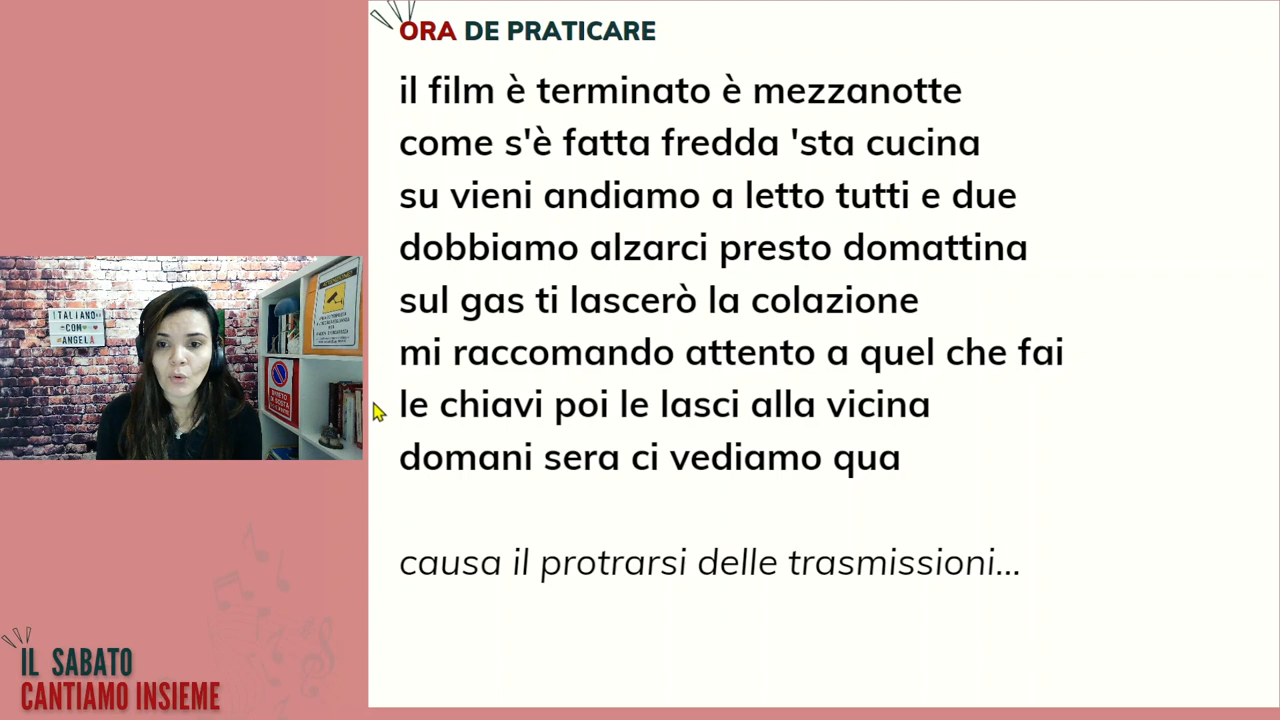 ORA DE PRATICARE
il film è terminato è mezzanotte
come s'è fatta fredda 'sta cucina
su vieni andiamo a letto tutti e due
dobbiamo alzarci presto domattina
sul gas ti lascerò la colazione
mi raccomando attento a quel che fai
le chiavi poi le lasci alla vicina
domani sera ci vediamo qua
causa il protrarsi delle trasmissioni...
ITALIANO
COM
ANGELA
IL SABATO
CANTIAMO INSIEME